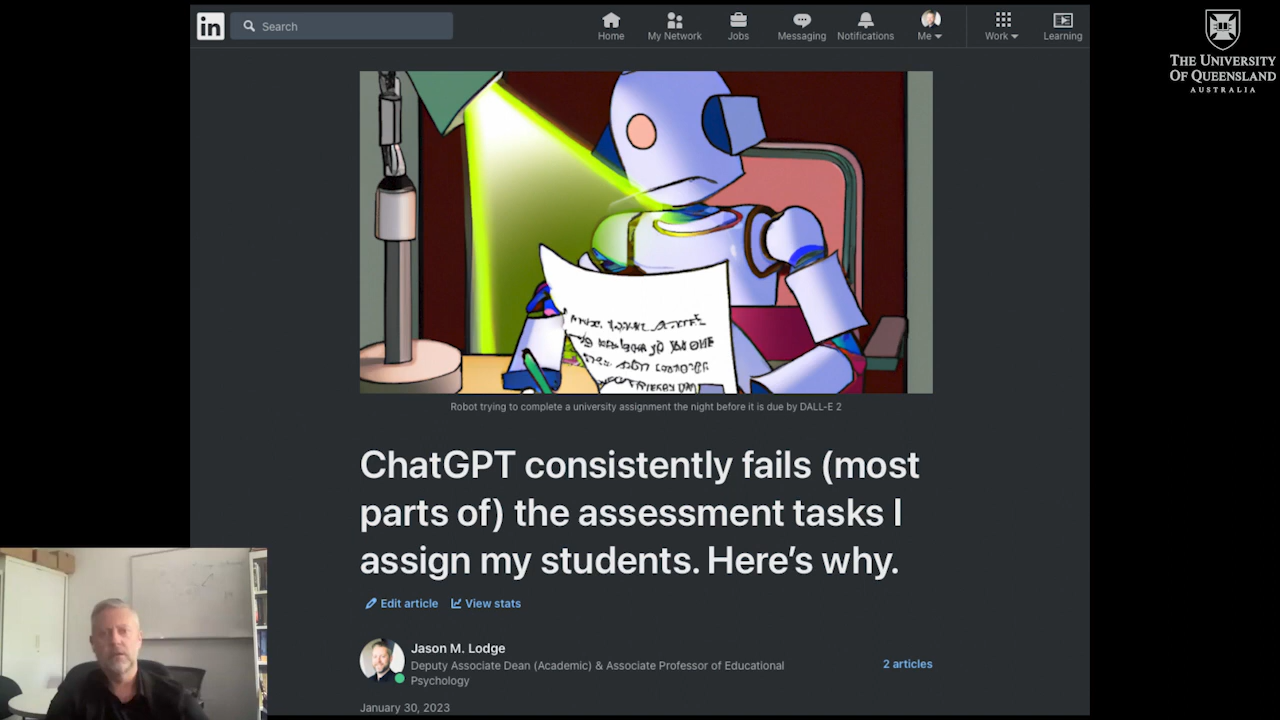 Search
Home
My Network
Jobs
Messaging
Notifications
Me
Work
Learning
THE UNIVERSITY
OF QUEENSLAND
AUSTRALIA
Robot trying to complete a university assignment the night before it is due by DALL-E 2
ChatGPT consistently fails (most
parts of) the assessment tasks I
assign my students. Here’s why.
Edit article
View stats
Jason M. Lodge
Deputy Associate Dean (Academic) & Associate Professor of Educational
Psychology
2 articles
January 30, 2023
in